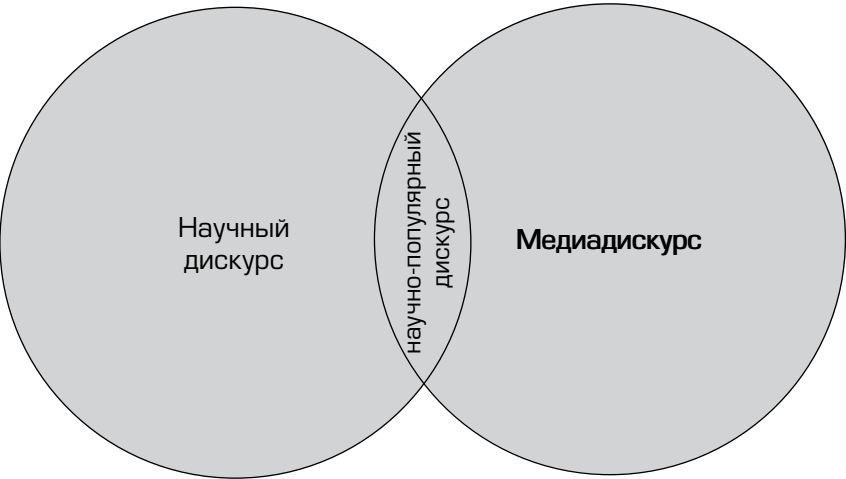 Научный
дискурс
научно-популярный
дискурс
Медиадискурс